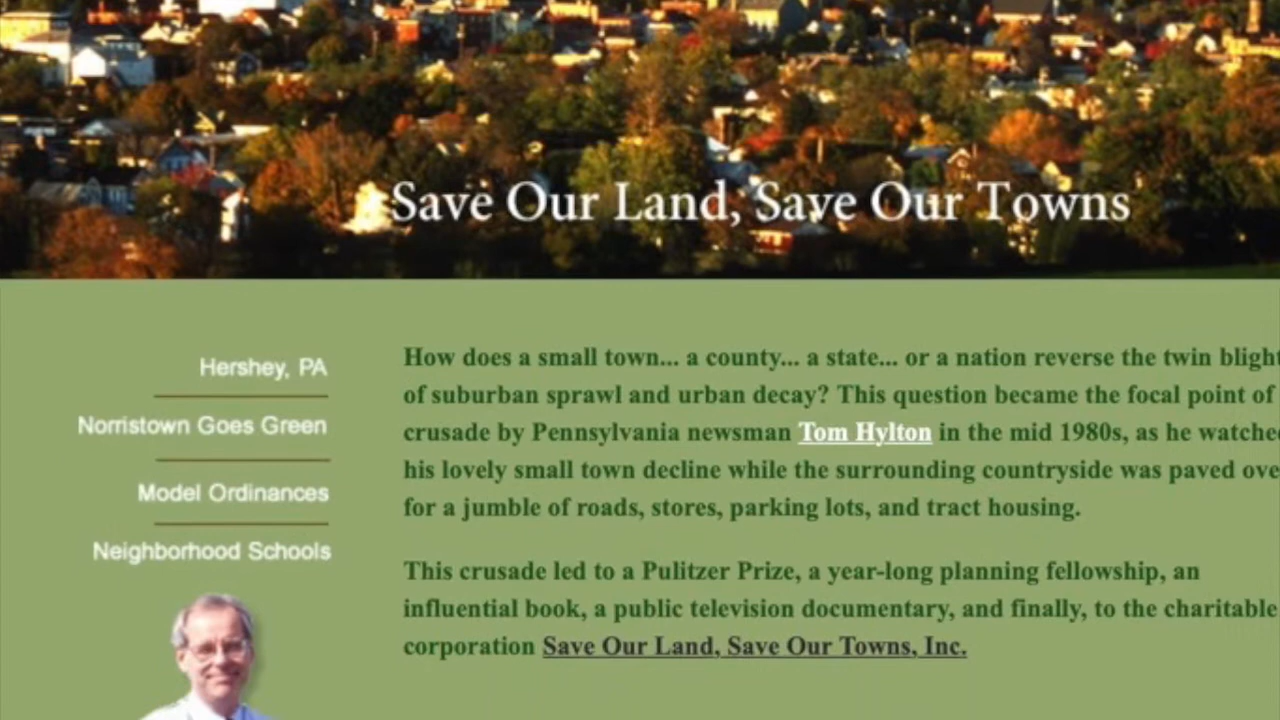 Save Our Land, Save Our Towns
Hershey, PA
Norristown Goes Green
Model Ordinances
Neighborhood Schools
How does a small town... a county... a state... or a nation reverse the twin blight
of suburban sprawl and urban decay? This question became the focal point of
crusade by Pennsylvania newsman Tom Hylton in the mid 1980s, as he watche
his lovely small town decline while the surrounding countryside was paved ove
for a jumble of roads, stores, parking lots, and tract housing.
This crusade led to a Pulitzer Prize, a year-long planning fellowship, an
influential book, a public television documentary, and finally, to the charitable
corporation Save Our Land, Save Our Towns, Inc.